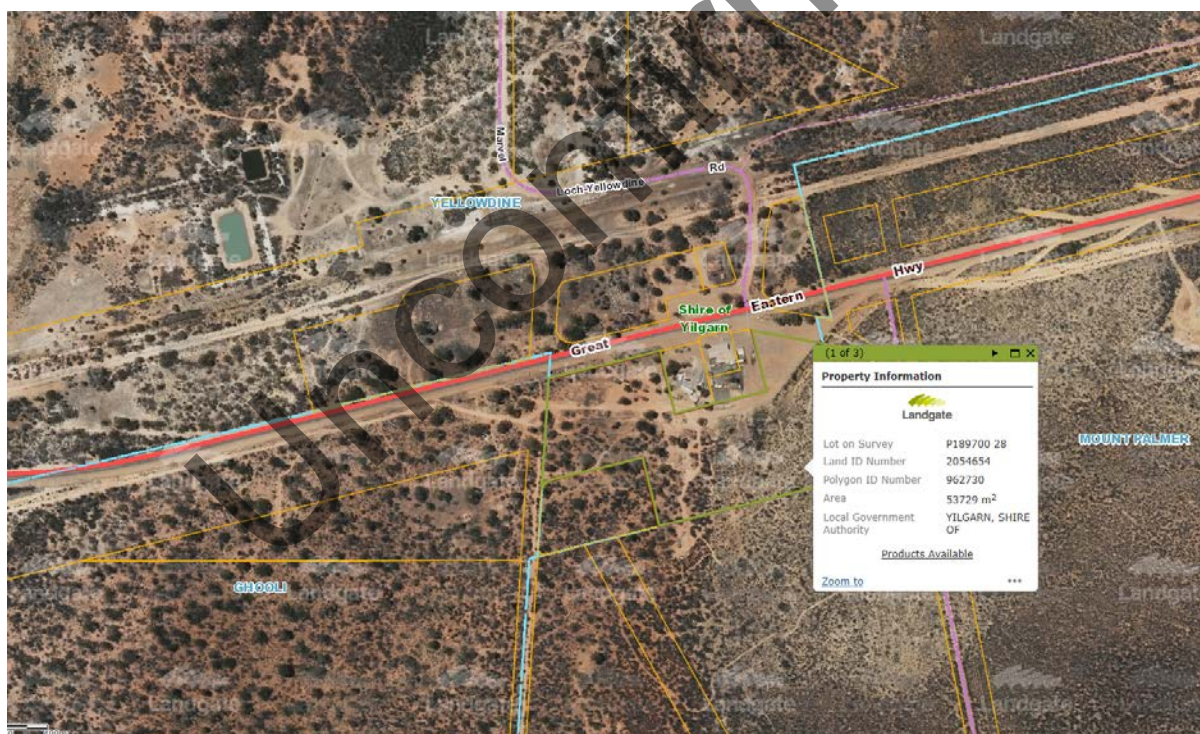 Landgate
Marvel
Loch-Yellowdine
Rd
YELLOWDINE
Hwy
Eastern
Shire of
Yilgarn
Great
MOUNT PALMER
GHOOLI
(1 of 3)
Property Information
Landgate
Lot on Survey P189700 28
Land ID Number 2054654
Polygon ID Number 962730
Area 53729 m²
Local Government YILGARN, SHIRE
Authority OF
Products Available
Zoom to
Unconfir